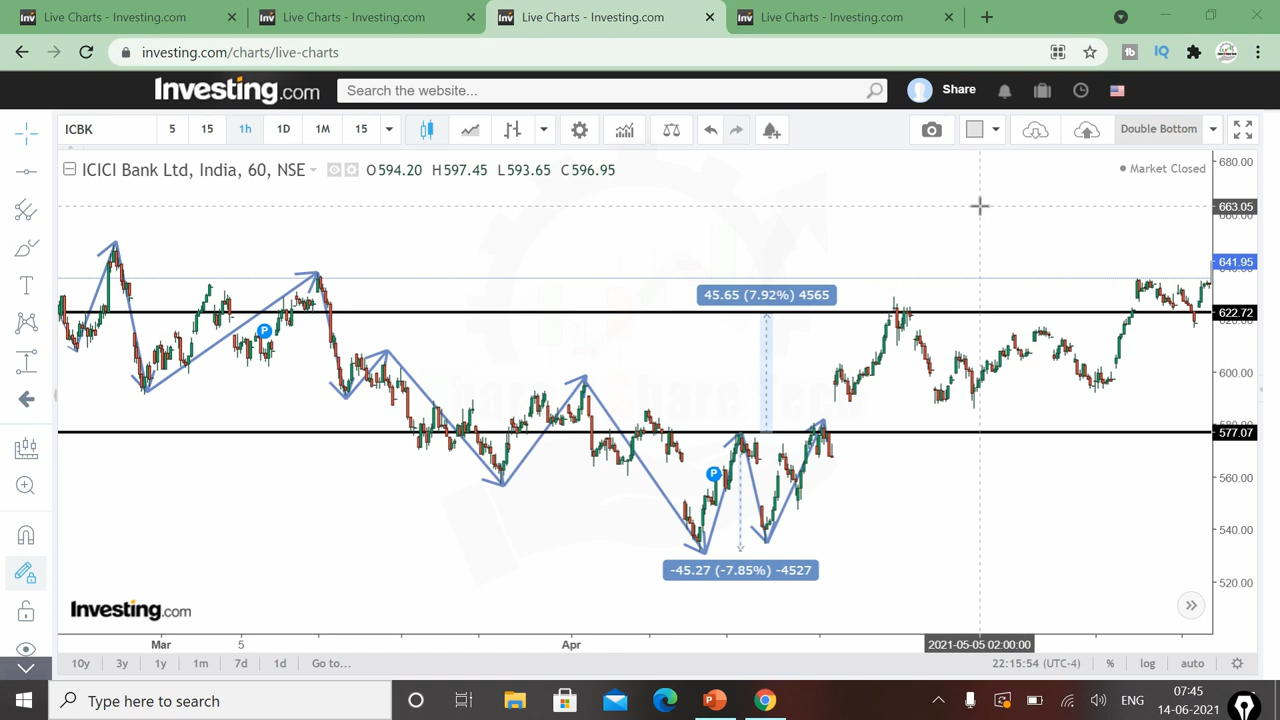 Live Charts - Investing.com
Live Charts - Investing.com
Live Charts - Investing.com
Live Charts - Investing.com
investing.com/charts/live-charts
Investing.com
Search the website...
Share
ICBK
5
15
1h
1D
1M
15
Double Bottom
ICICI Bank Ltd, India, 60, NSE
O594.20 H597.45 L593.65 C596.95
Market Closed
680.00
663.05
641.95
622.72
600.00
577.07
560.00
540.00
520.00
45.65 (7.92%) 4565
P
P
-45.27 (-7.85%) -4527
Investing.com
Mar
5
Apr
2021-05-05 02:00:00
10y
3y
1y
1m
7d
1d
Go to...
22:15:54 (UTC-4)
%
log
auto
Type here to search
ENG
07:45
14-06-2021